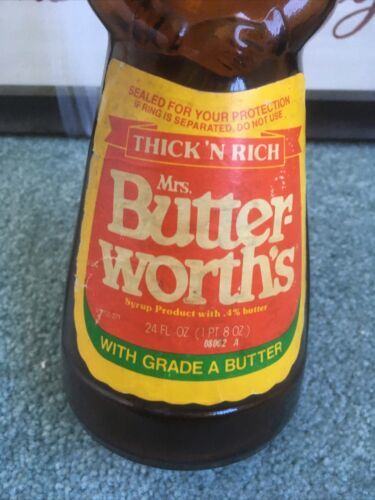 SEALED FOR YOUR PROTECTION
IF RING IS SEPARATED, DO NOT USE
THICK 'N RICH
Mrs.
Butter-
worth's
Syrup Product with .4% butter
24 FL OZ (1 PT 8 OZ)
08062 A
WITH GRADE A BUTTER